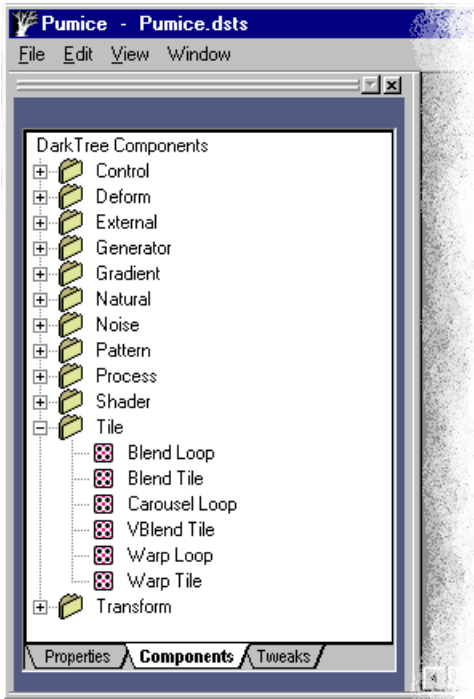 Pumice - Pumice.dsts
File Edit View Window
DarkTree Components
Control
Deform
External
Generator
Gradient
Natural
Noise
Pattern
Process
Shader
Tile
Blend Loop
Blend Tile
Carousel Loop
VBlend Tile
Warp Loop
Warp Tile
Transform
Properties Components Tweaks